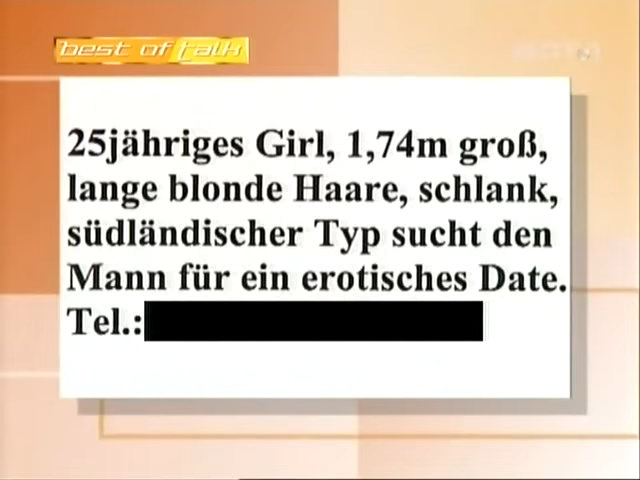 best of talk
25jähriges Girl, 1,74m groß,
lange blonde Haare, schlank,
südländischer Typ sucht den
Mann für ein erotisches Date.
Tel.: